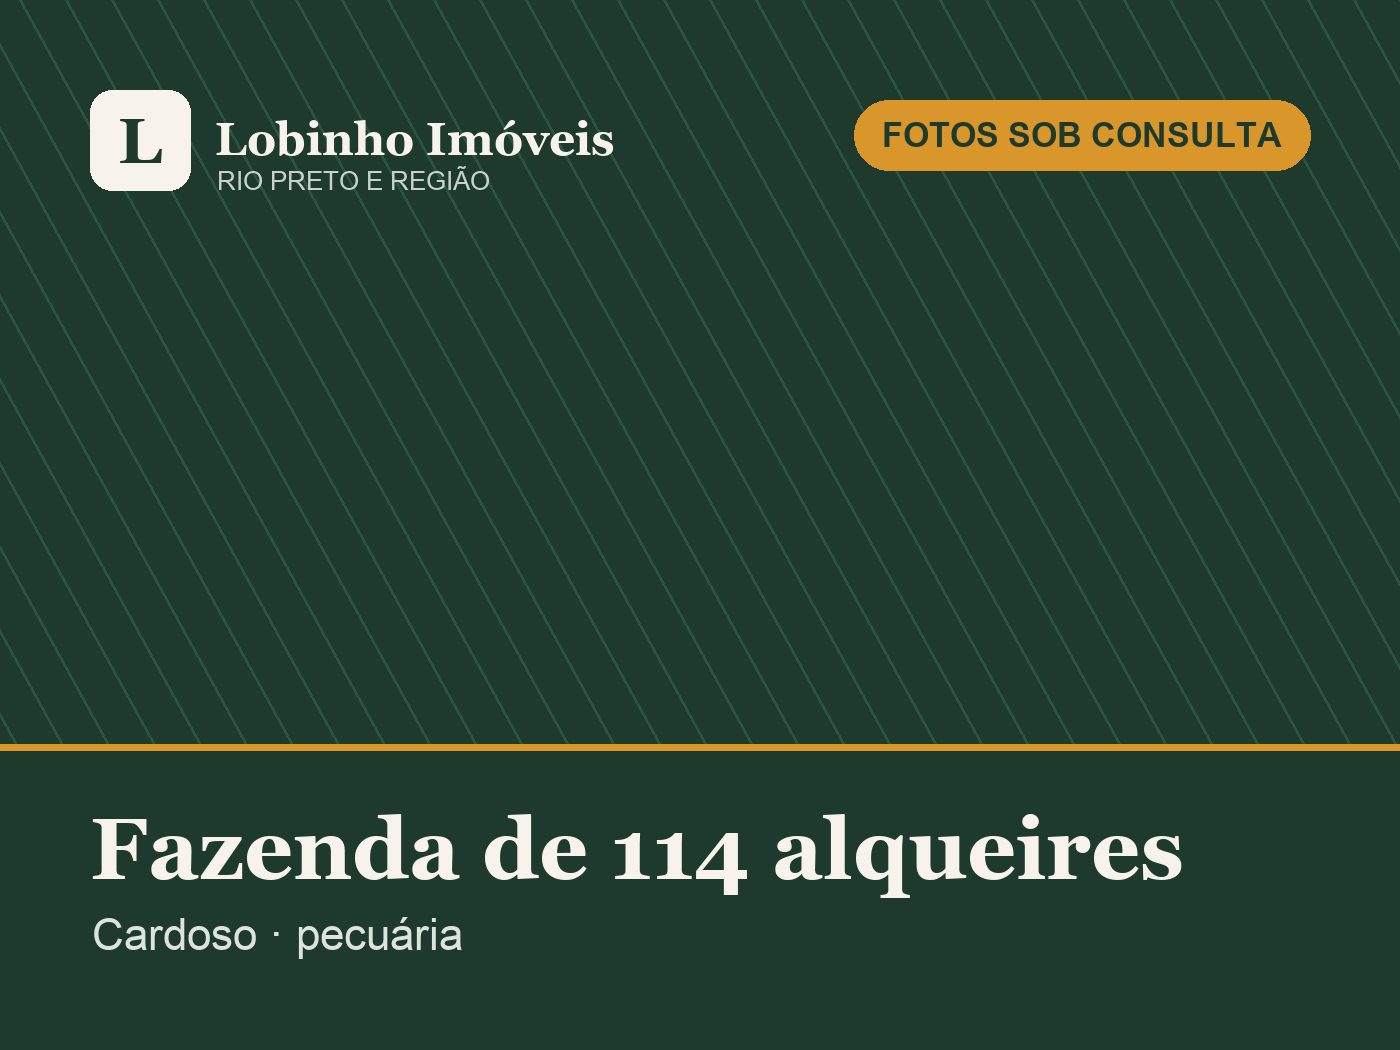 L
Lobinho Imóveis
RIO PRETO E REGIÃO
FOTOS SOB CONSULTA
Fazenda de 114 alqueires
Cardoso · pecuária